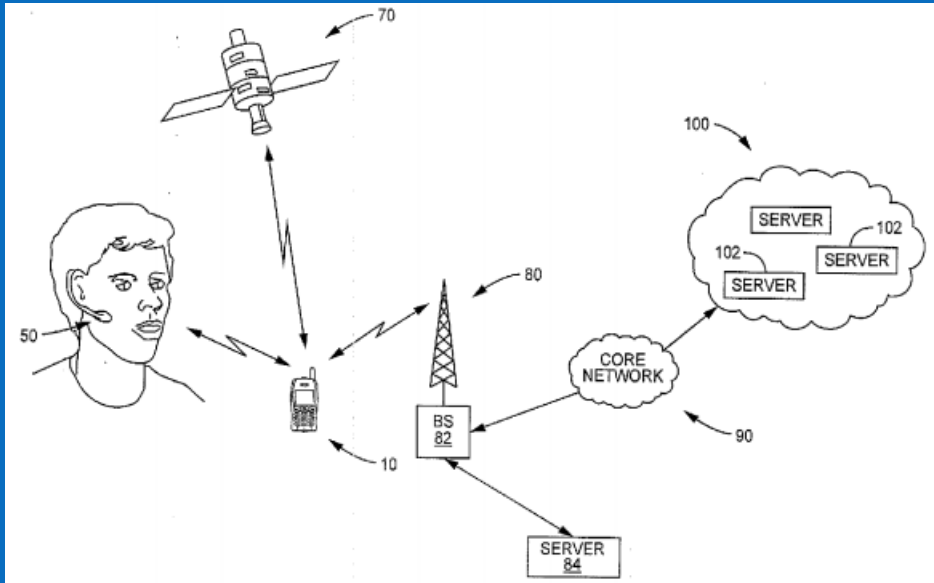 70
100
SERVER
102
102
SERVER
SERVER
80
50
CORE
NETWORK
BS
82
90
10
SERVER
84